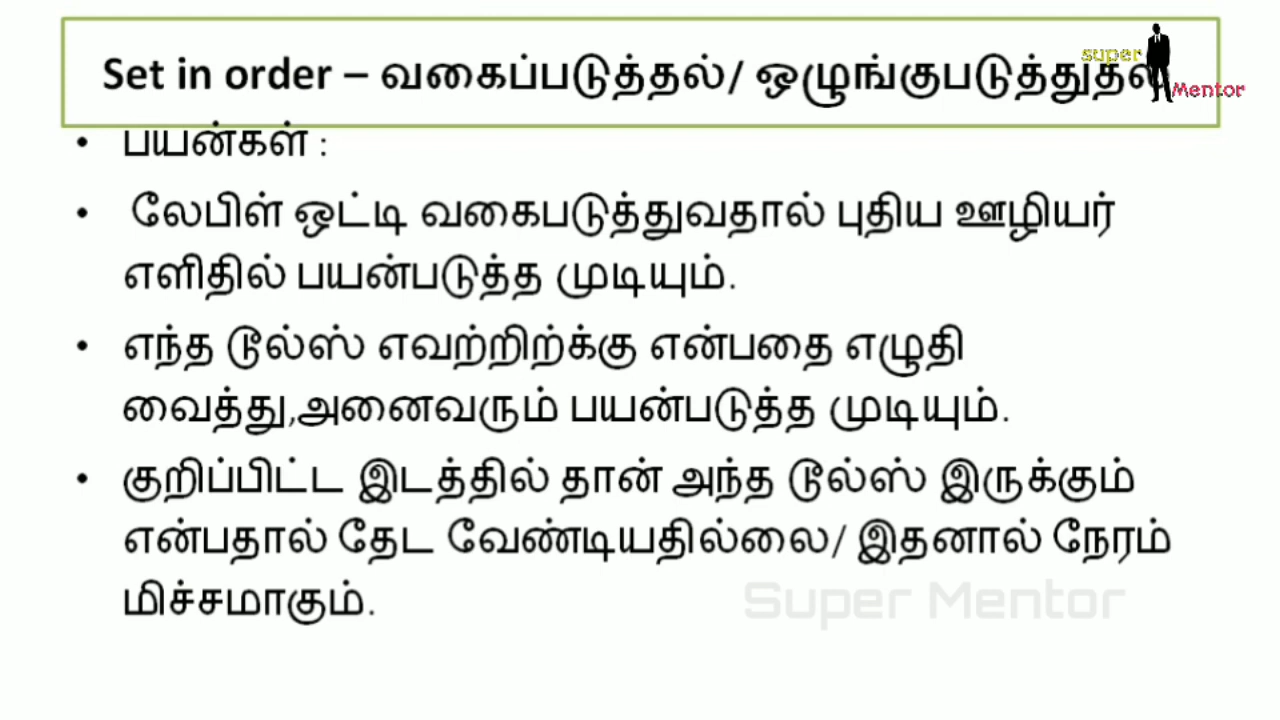 Set in order – வகைப்படுத்தல்/ ஒழுங்குபடுத்துதல்
super
Mentor
• பயன்கள் :
• லேபிள் ஒட்டி வகைபடுத்துவதால் புதிய ஊழியர்
எளிதில் பயன்படுத்த முடியும்.
• எந்த டூல்ஸ் எவற்றிற்க்கு என்பதை எழுதி
வைத்து,அனைவரும் பயன்படுத்த முடியும்.
• குறிப்பிட்ட இடத்தில் தான் அந்த டூல்ஸ் இருக்கும்
என்பதால் தேட வேண்டியதில்லை/ இதனால் நேரம்
மிச்சமாகும்.
Super Mentor